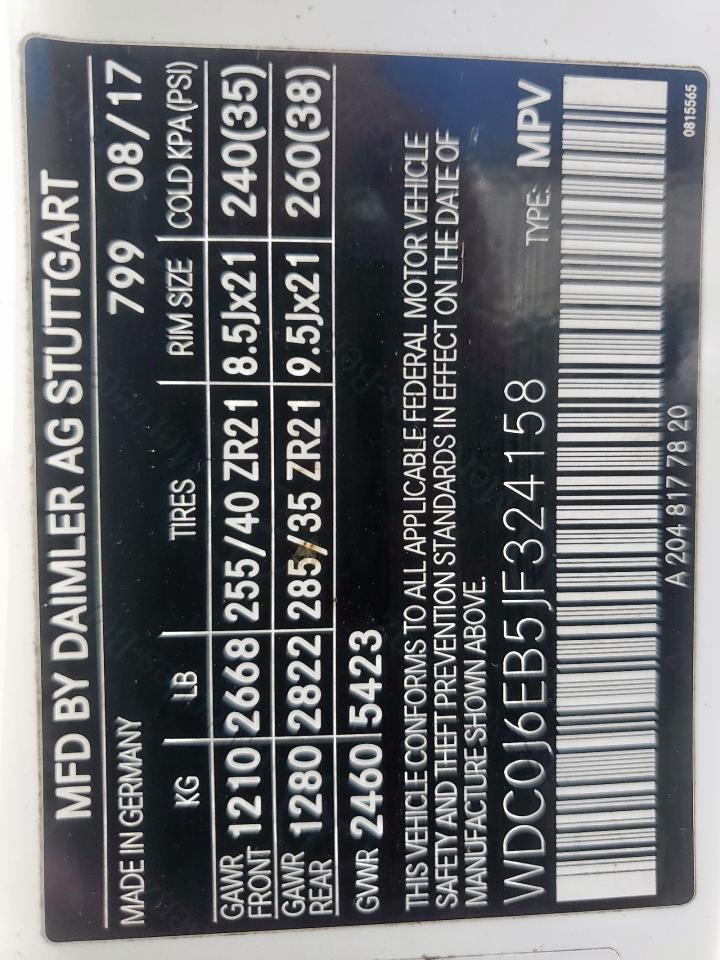 MFD BY DAIMLER AG STUTTGART
MADE IN GERMANY 799 08/17
KG LB TIRES RIM SIZE COLD KPA(PSI)
GAWR FRONT 1210 2668 255/40 ZR21 8.5Jx21 240(35)
GAWR REAR 1280 2822 285/35 ZR21 9.5Jx21 260(38)
GVWR 2460 5423
THIS VEHICLE CONFORMS TO ALL APPLICABLE FEDERAL MOTOR VEHICLE
SAFETY AND THEFT PREVENTION STANDARDS IN EFFECT ON THE DATE OF
MANUFACTURE SHOWN ABOVE.
WDC0J6EB5JF324158 TYPE: MPV
A 204 817 78 20 0815565